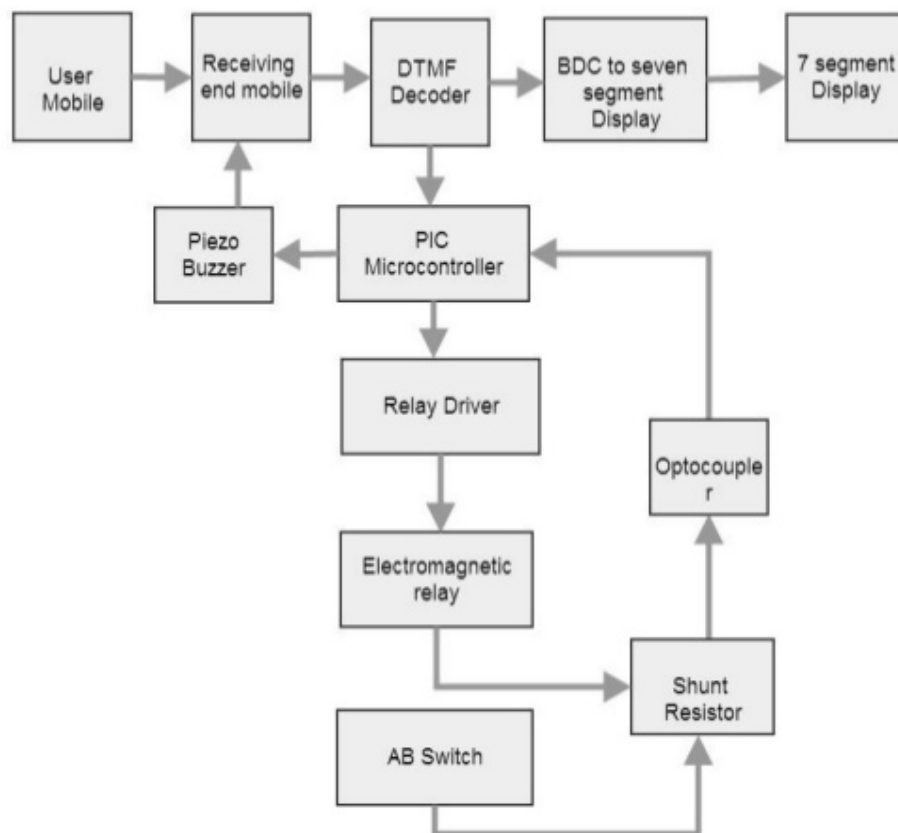 User
Mobile
Receiving
end mobile
DTMF
Decoder
BDC to seven
segment
Display
7 segment
Display
Piezo
Buzzer
PIC
Microcontroller
Relay Driver
Optocouple
r
Electromagnetic
relay
Shunt
Resistor
AB Switch